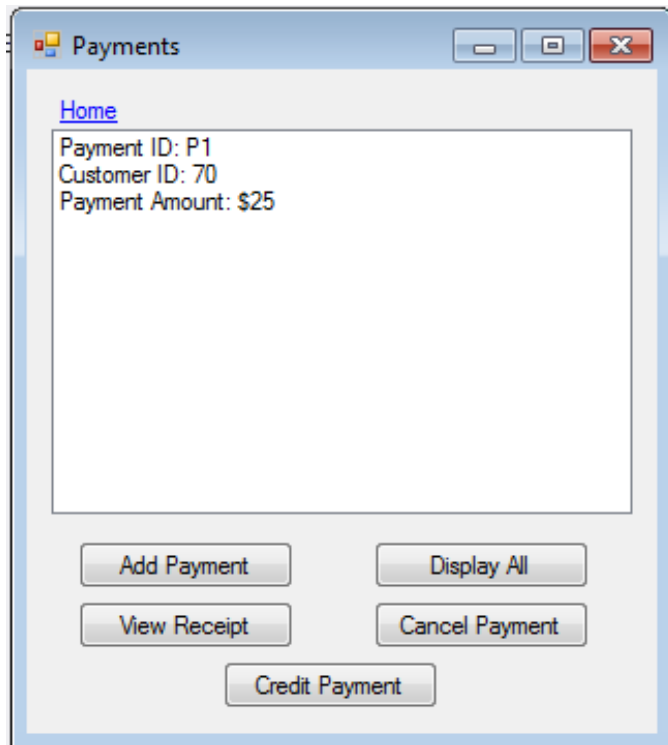 Payments
Home
Payment ID: P1
Customer ID: 70
Payment Amount: $25
Add Payment
Display All
View Receipt
Cancel Payment
Credit Payment